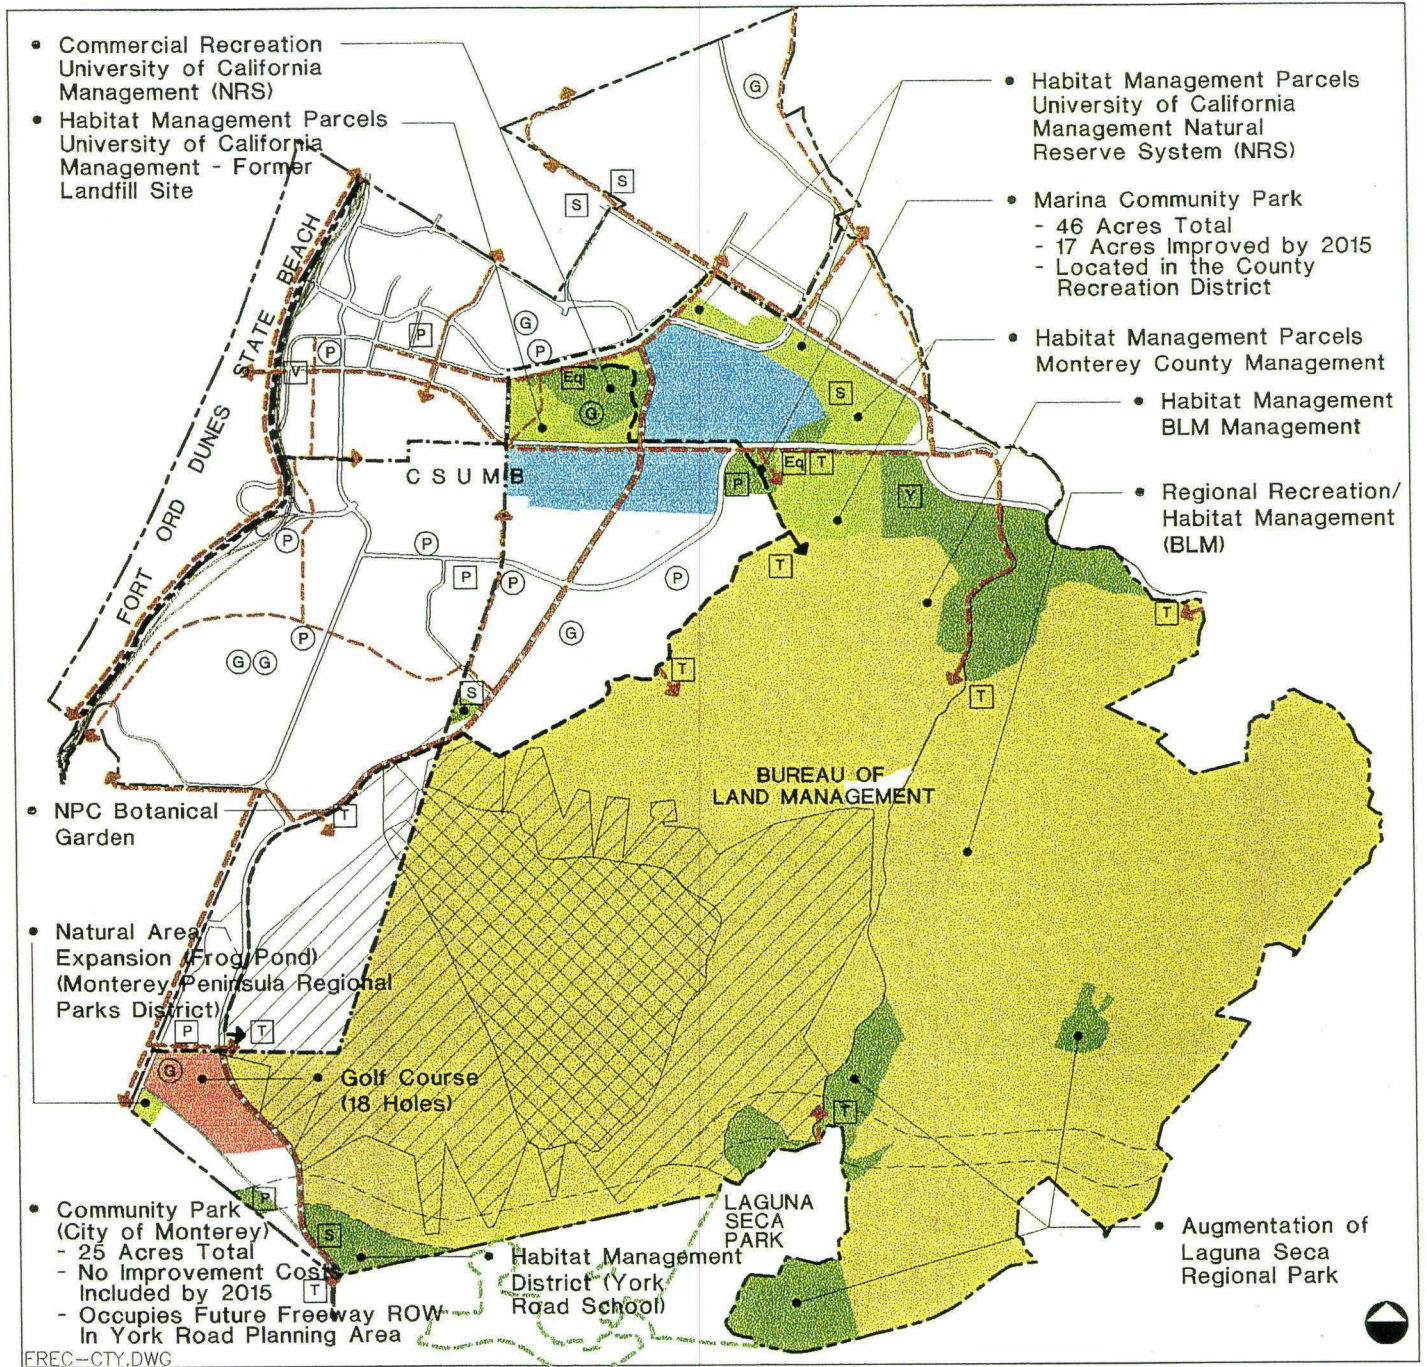 Commercial Recreation
University of California
Management (NRS)
Habitat Management Parcels
University of California
Management - Former
Landfill Site
Habitat Management Parcels
University of California
Management Natural
Reserve System (NRS)
Marina Community Park
- 46 Acres Total
- 17 Acres Improved by 2015
- Located in the County
Recreation District
Habitat Management Parcels
Monterey County Management
Habitat Management
BLM Management
Regional Recreation/
Habitat Management
(BLM)
FORT ORD DUNES STATE BEACH
G
S
S
G
P
P
P
V
Eq
G
S
CSUMB
P
Eq
T
Y
P
P
P
P
P
T
T
G
P
G
G
S
T
T
BUREAU OF
LAND MANAGEMENT
NPC Botanical
Garden
T
Natural Area
Expansion (Frog Pond)
(Monterey Peninsula Regional
Parks District)
P
T
G
Golf Course
(18 Holes)
T
P
S
T
Community Park
(City of Monterey)
- 25 Acres Total
- No Improvement Costs
Included by 2015
- Occupies Future Freeway ROW
In York Road Planning Area
Habitat Management
District (York
Road School)
LAGUNA
SECA
PARK
Augmentation of
Laguna Seca
Regional Park
FREC-CTY.DWG